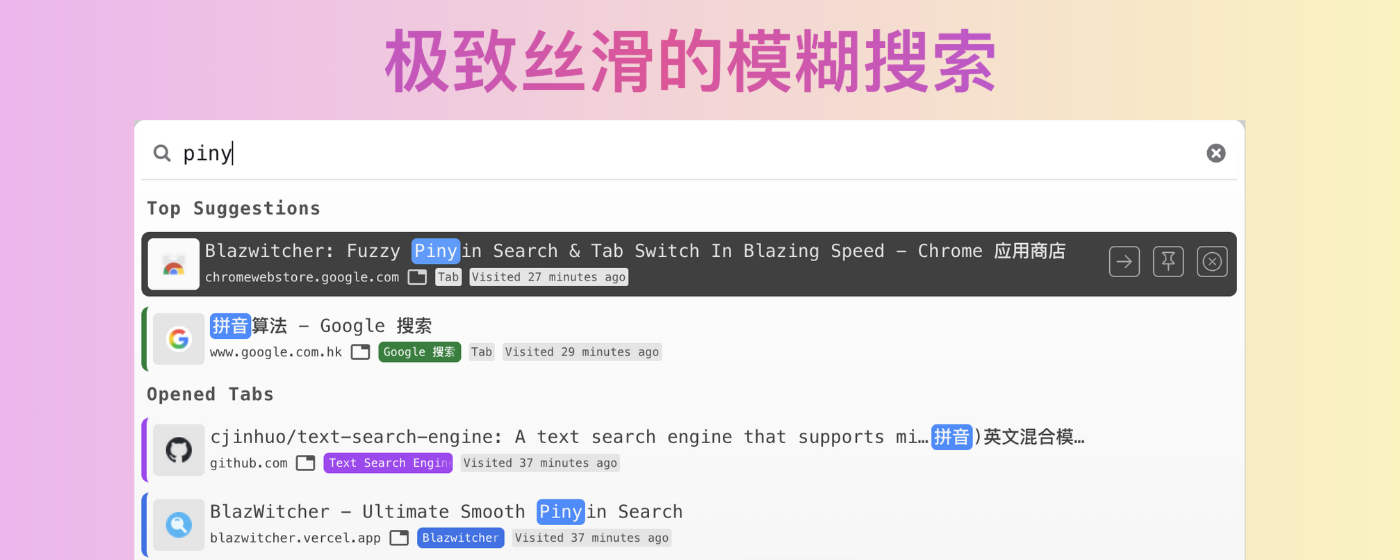 极致丝滑的模糊搜索
piny
Top Suggestions
Blazwitcher: Fuzzy Pinyin Search & Tab Switch In Blazing Speed – Chrome 应用商店
chromewebstore.google.com Tab Visited 27 minutes ago
拼音算法 – Google 搜索
www.google.com.hk Google 搜索 Tab Visited 29 minutes ago
Opened Tabs
cjinhuo/text-search-engine: A text search engine that supports mi…拼音)英文混合模…
github.com Text Search Engin Visited 37 minutes ago
BlazWitcher – Ultimate Smooth Pinyin Search
blazwitcher.vercel.app Blazwitcher Visited 37 minutes ago